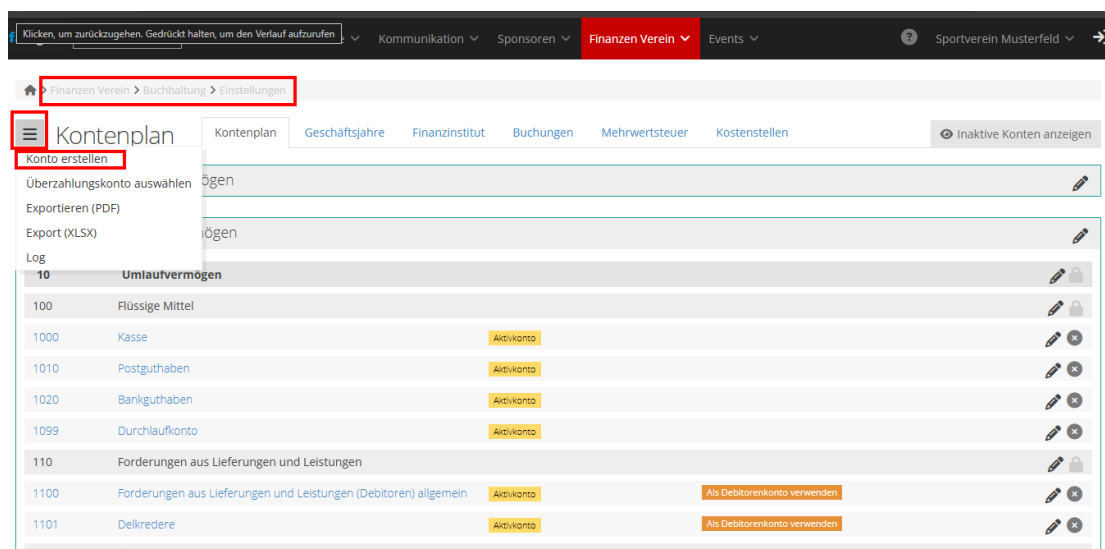 Klicken, um zurückzugehen. Gedrückt halten, um den Verlauf aufzurufen
Kommunikation Sponsoren Finanzen Verein Events ? Sportverein Musterfeld
> Finanzen Verein > Buchhaltung > Einstellungen
Kontenplan Kontenplan Geschäftsjahre Finanzinstitut Buchungen Mehrwertsteuer Kostenstellen Inaktive Konten anzeigen
Konto erstellen
Überzahlungskonto auswählen
Exportieren (PDF)
Export (XLSX)
Log
ögen
ögen
10 Umlaufvermögen
100 Flüssige Mittel
1000 Kasse Aktivkonto
1010 Postguthaben Aktivkonto
1020 Bankguthaben Aktivkonto
1099 Durchlaufkonto Aktivkonto
110 Forderungen aus Lieferungen und Leistungen
1100 Forderungen aus Lieferungen und Leistungen (Debitoren) allgemein Aktivkonto Als Debitorenkonto verwenden
1101 Delkredere Aktivkonto Als Debitorenkonto verwenden